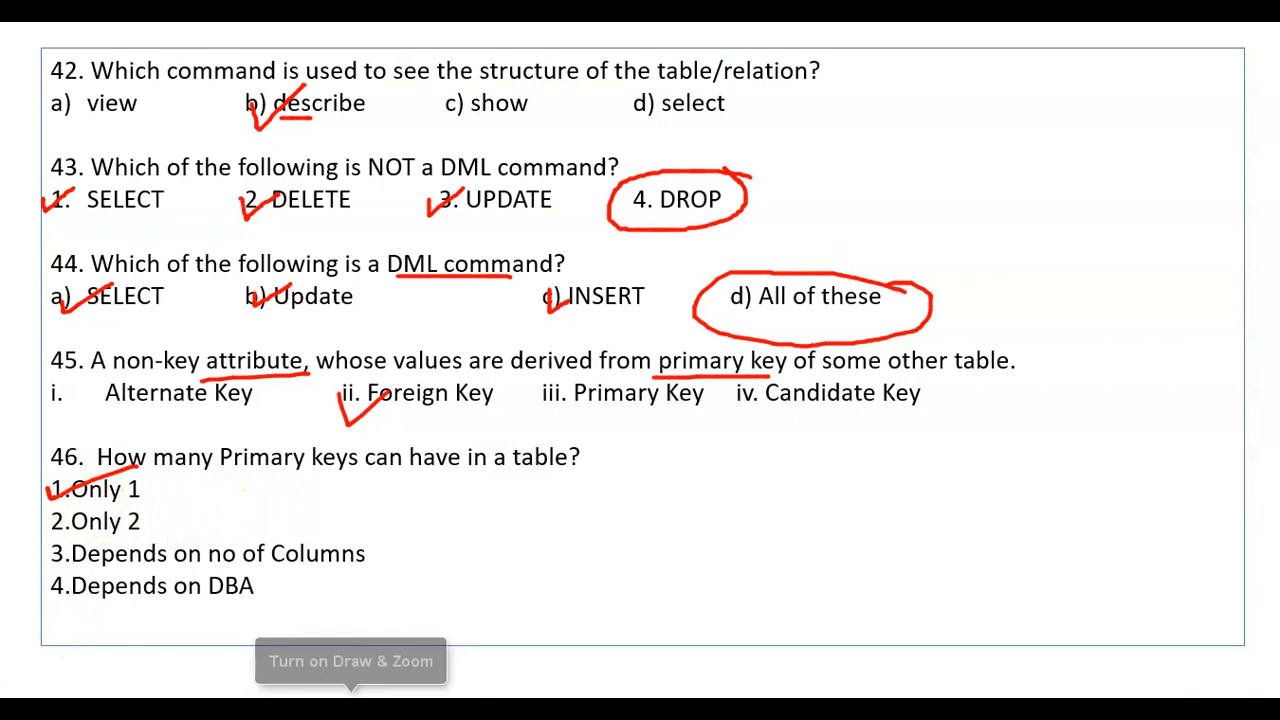 42. Which command is used to see the structure of the table/relation?
a) view b) describe c) show d) select
43. Which of the following is NOT a DML command?
1. SELECT 2. DELETE 3. UPDATE 4. DROP
44. Which of the following is a DML command?
a) SELECT b) Update c) INSERT d) All of these
45. A non-key attribute, whose values are derived from primary key of some other table.
i. Alternate Key ii. Foreign Key iii. Primary Key iv. Candidate Key
46. How many Primary keys can have in a table?
1.Only 1
2.Only 2
3.Depends on no of Columns
4.Depends on DBA
Turn on Draw & Zoom